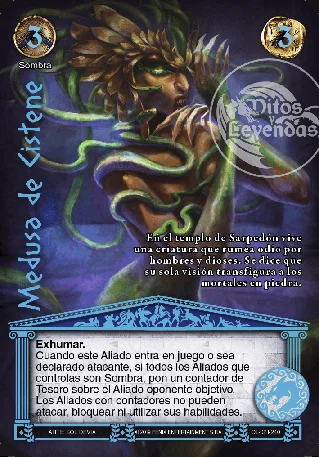 3
3
Sombra
Mitos
y
Leyendas
Medusa de Cistene
En el templo de Sarpedón vive
una criatura que rumea odio por
hombres y dioses. Se dice que
su sola visión transfigura a los
mortales en piedra.
Exhumar.
Cuando este Aliado entra en juego o sea
declarado atacante, si todos los Aliados que
controlas son Sombra, pon un contador de
Tesoro sobre el Aliado oponente objetivo.
Los Aliados con contadores no pueden
atacar, bloquear ni utilizar sus habilidades.